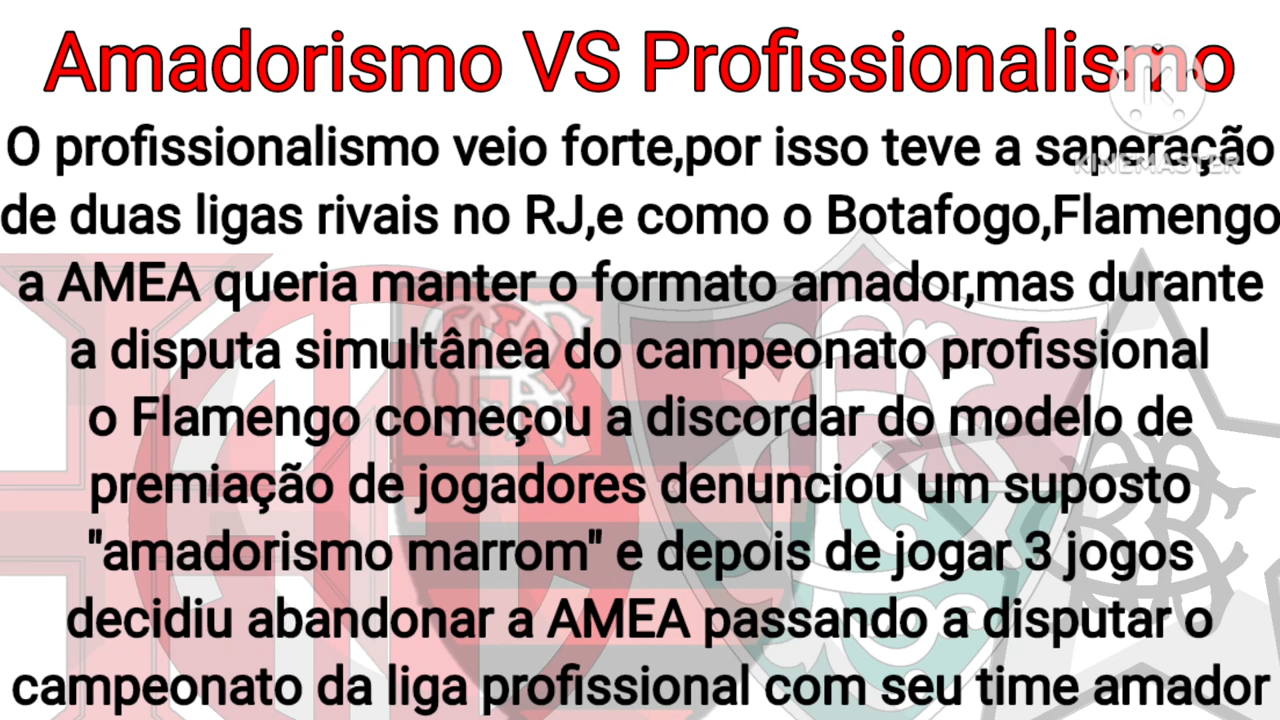 Amadorismo VS Profissionalismo
O profissionalismo veio forte,por isso teve a saperação
de duas ligas rivais no RJ,e como o Botafogo,Flamengo
a AMEA queria manter o formato amador,mas durante
a disputa simultânea do campeonato profissional
o Flamengo começou a discordar do modelo de
premiação de jogadores denunciou um suposto
"amadorismo marrom" e depois de jogar 3 jogos
decidiu abandonar a AMEA passando a disputar o
campeonato da liga profissional com seu time amador
KINEMASTER